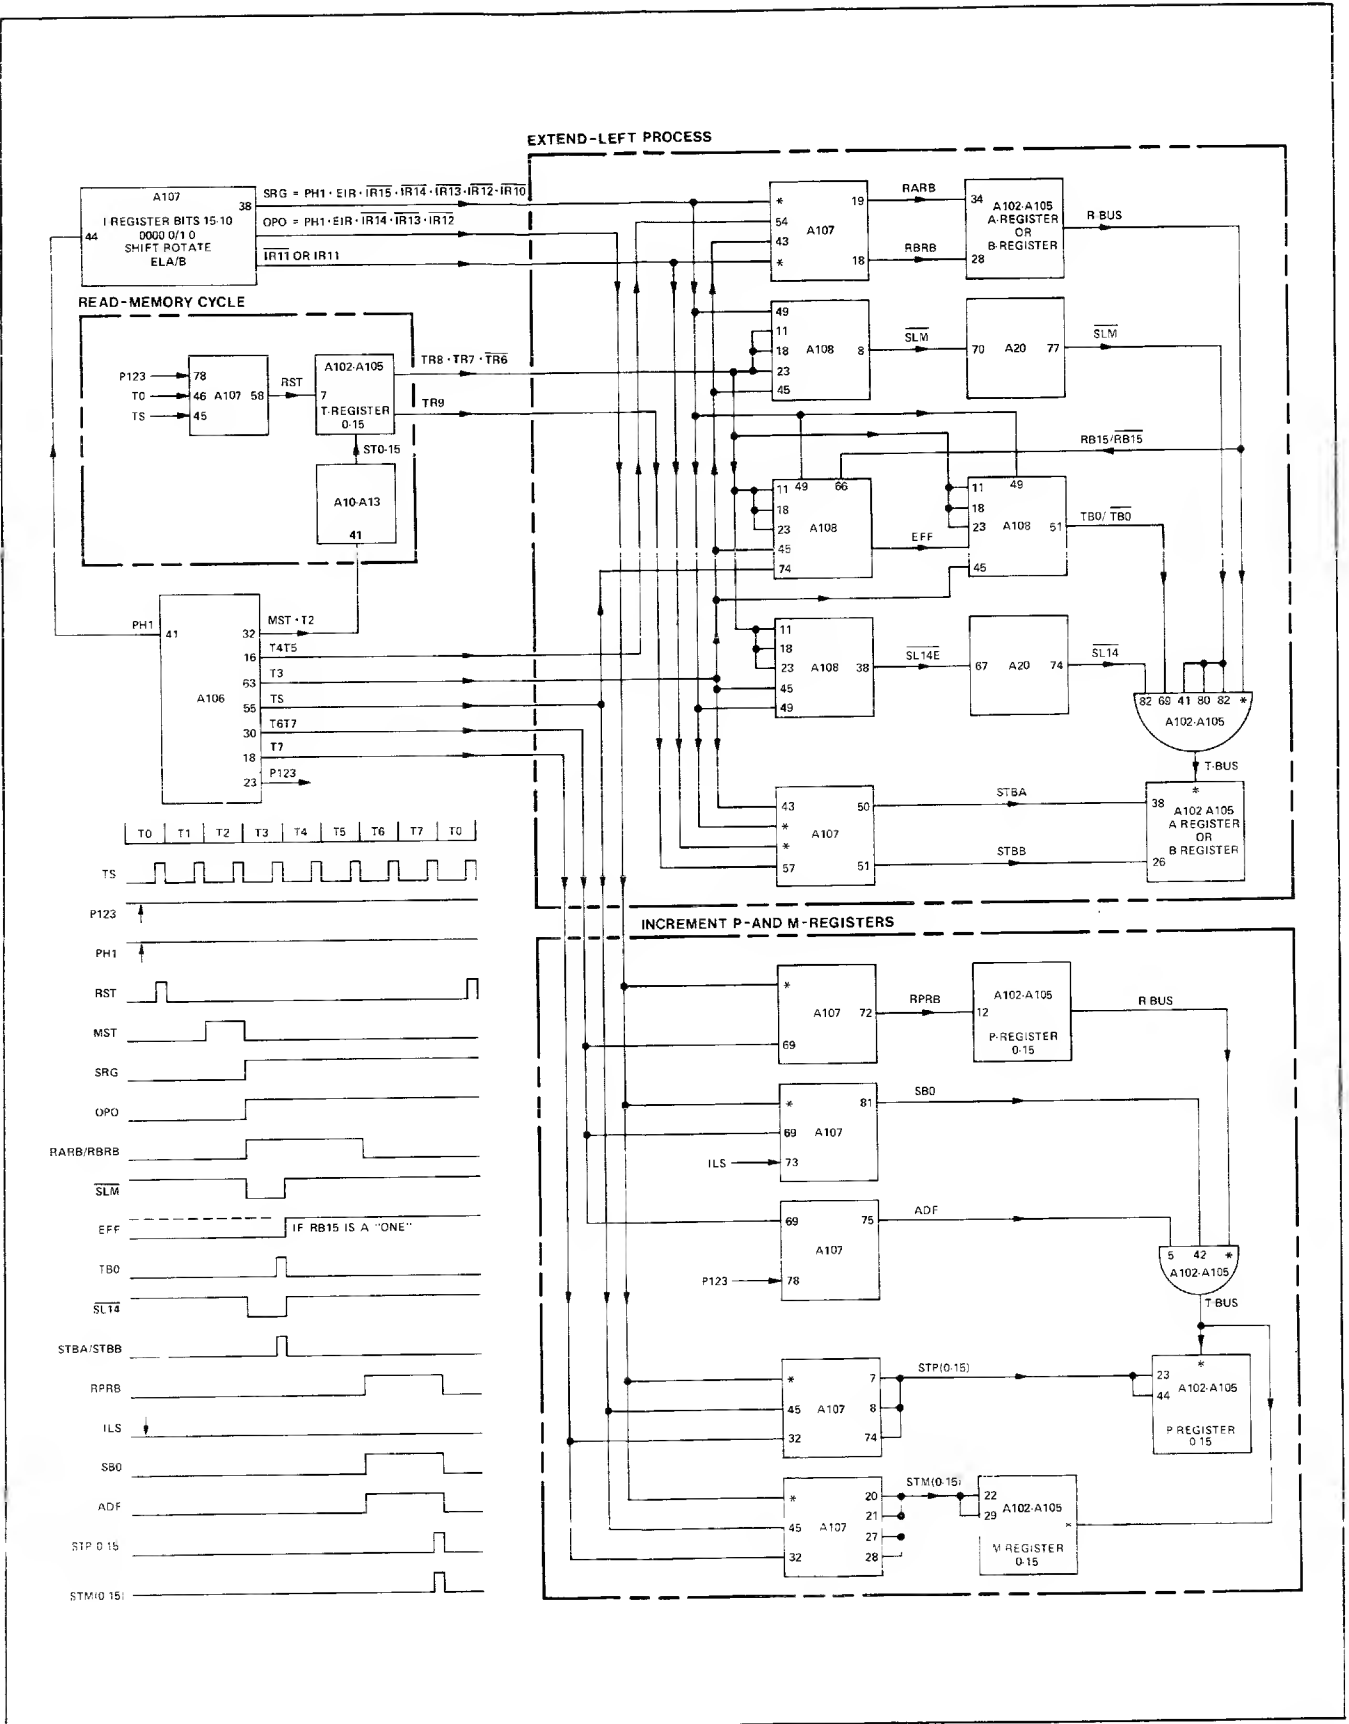 EXTEND-LEFT PROCESS
A107
I REGISTER BITS 15-10
0000 0/1 0
SHIFT ROTATE
ELA/B
44
38
SRG = PH1 · EIR · IR15 · IR14 · IR13 · IR12 · IR10
OPO = PH1 · EIR · IR14 · IR13 · IR12
IR11 OR IR11
READ-MEMORY CYCLE
P123
T0
TS
78
46 A107 58
45
RST
A102-A105
7
T-REGISTER
0-15
TR8 · TR7 · TR6
TR9
ST0-15
A10-A13
41
PH1
41
A106
32
16
63
55
30
18
23
MST · T2
T4T5
T3
TS
T6T7
T7
P123
*
54
43
*
A107
19
18
RARB
RBRB
34
28
A102-A105
A-REGISTER
OR
B-REGISTER
R BUS
49
11
18
23
45
A108
8
SLM
70 A20 77
SLM
RB15/RB15
49 66
11
18
23
45
74
A108
EFF
49
11
18
23
45
A108
51
TB0/ TB0
11
18
23
45
49
A108
38
SL14E
67 A20 74
SL14
82 69 41 80 82 *
A102-A105
T-BUS
43
*
*
57
A107
50
51
STBA
STBB
*
38
26
A102 A105
A REGISTER
OR
B REGISTER
INCREMENT P-AND M-REGISTERS
*
69
A107 72
RPRB
A102-A105
12
P-REGISTER
0-15
R BUS
*
69
73
ILS
A107
81
SB0
69
78
P123
A107
75
ADF
5 42 *
A102-A105
T-BUS
*
45
32
A107
7
8
74
STP(0-15)
*
23
44
A102-A105
P REGISTER
0 15
*
45
32
A107
20
21
27
28
STM(0-15)
22
29
A102-A105
*
M REGISTER
0-15
T0 T1 T2 T3 T4 T5 T6 T7 T0
TS
P123
PH1
RST
MST
SRG
OPO
RARB/RBRB
SLM
EFF
IF RB15 IS A "ONE"
TB0
SL14
STBA/STBB
RPRB
ILS
SB0
ADF
STP 0-15
STM(0 15)